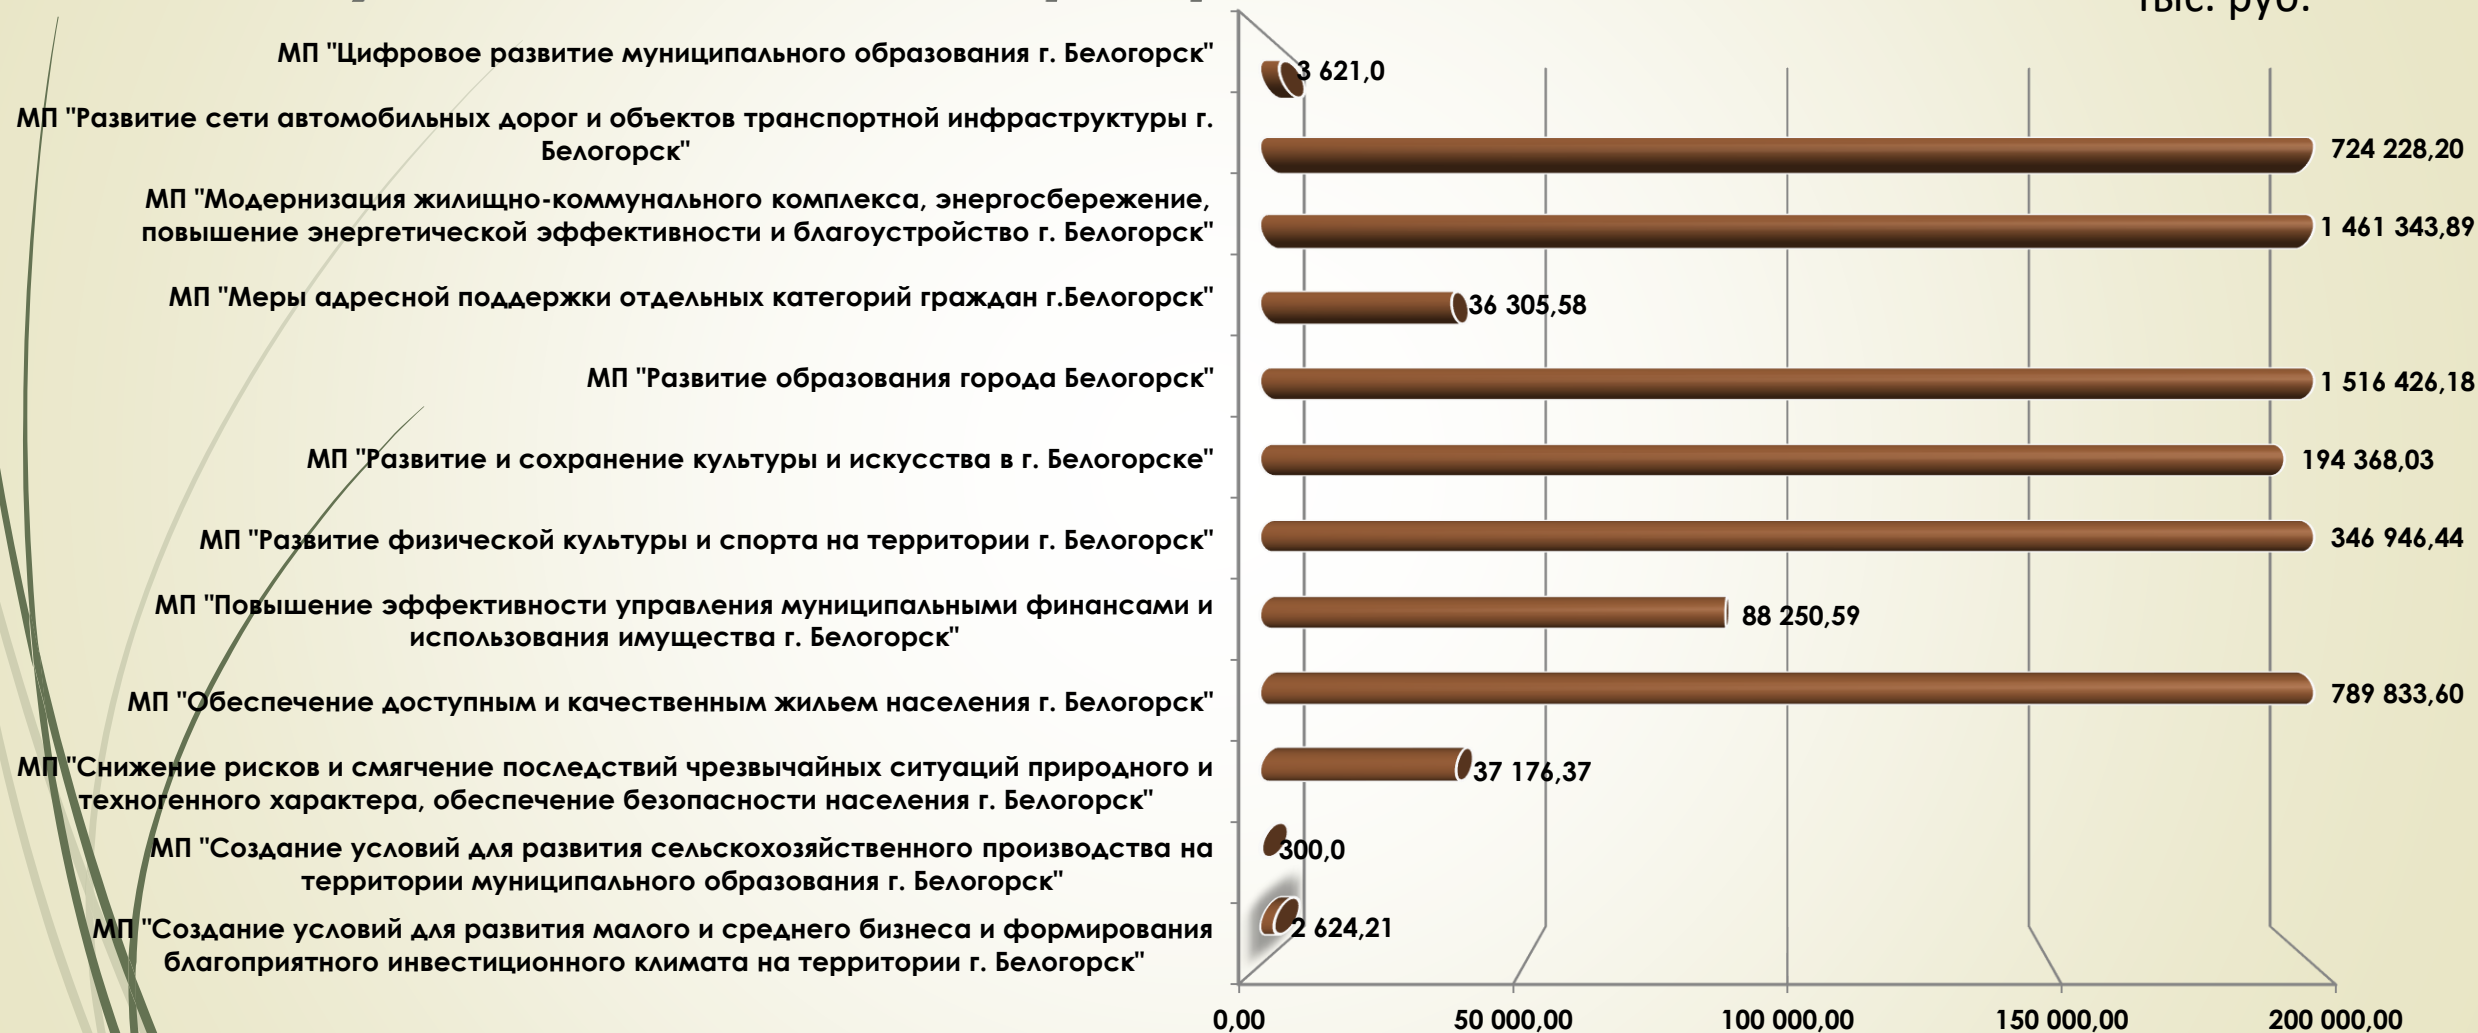 тыс. руб.
МП "Цифровое развитие муниципального образования г. Белогорск"
3 621,0
МП "Развитие сети автомобильных дорог и объектов транспортной инфраструктуры г.
Белогорск"
724 228,20
МП "Модернизация жилищно-коммунального комплекса, энергосбережение,
повышение энергетической эффективности и благоустройство г. Белогорск"
1 461 343,89
МП "Меры адресной поддержки отдельных категорий граждан г.Белогорск"
36 305,58
МП "Развитие образования города Белогорск"
1 516 426,18
МП "Развитие и сохранение культуры и искусства в г. Белогорске"
194 368,03
МП "Развитие физической культуры и спорта на территории г. Белогорск"
346 946,44
МП "Повышение эффективности управления муниципальными финансами и
использования имущества г. Белогорск"
88 250,59
МП "Обеспечение доступным и качественным жильем населения г. Белогорск"
789 833,60
МП "Снижение рисков и смягчение последствий чрезвычайных ситуаций природного и
техногенного характера, обеспечение безопасности населения г. Белогорск"
37 176,37
МП "Создание условий для развития сельскохозяйственного производства на
территории муниципального образования г. Белогорск"
300,0
МП "Создание условий для развития малого и среднего бизнеса и формирования
благоприятного инвестиционного климата на территории г. Белогорск"
2 624,21
0,00 50 000,00 100 000,00 150 000,00 200 000,00